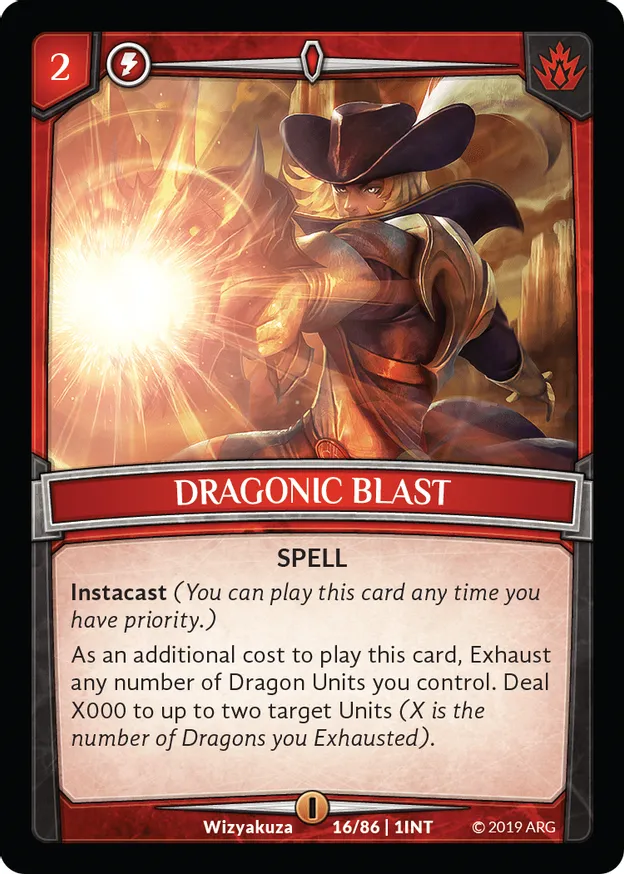 2
DRAGONIC BLAST
SPELL
Instacast (You can play this card any time you
have priority.)
As an additional cost to play this card, Exhaust
any number of Dragon Units you control. Deal
X000 to up to two target Units (X is the
number of Dragons you Exhausted).
I
Wizyakuza 16/86 | 1INT © 2019 ARG